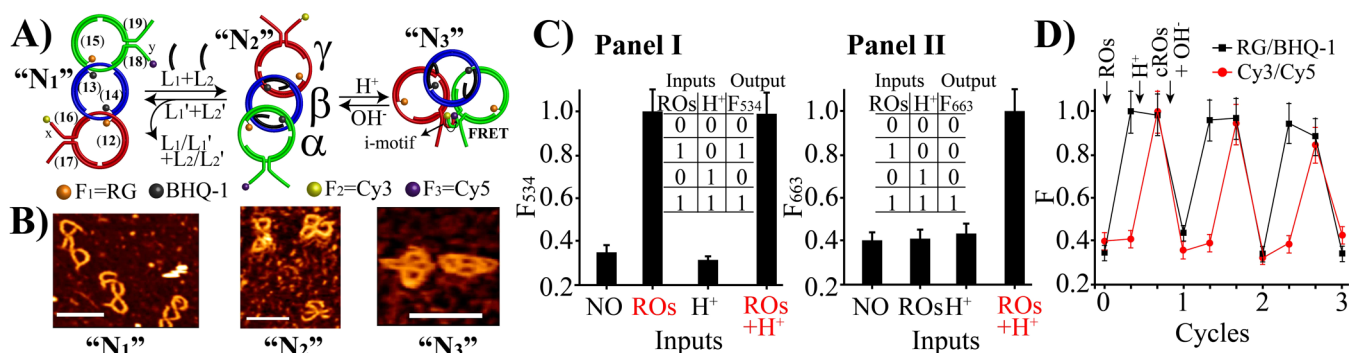 A)
"N₁"
(19)
(15)
y
(18)
(13)
(14)
(16)
x
(12)
(17)
L₁+L₂
L₁'+L₂'
L₁/L₁'
+L₂/L₂'
"N₂"
γ
β
α
H⁺
OH⁻
"N₃"
i-motif
FRET
F₁=RG
BHQ-1
F₂=Cy3
F₃=Cy5
B)
"N₁"
"N₂"
"N₃"
C)
Panel I
Inputs Output
ROs H⁺ F₅₃₄
0 0 0
1 0 1
0 1 0
1 1 1
F₅₃₄
1.0
0.8
0.6
0.4
0.2
NO ROs H⁺ ROs
+H⁺
Inputs
Panel II
Inputs Output
ROs H⁺ F₆₆₃
0 0 0
1 0 0
0 1 0
1 1 1
F₆₆₃
1.0
0.8
0.6
0.4
0.2
NO ROs H⁺ ROs
+H⁺
Inputs
D)
ROs
H⁺
cROs
+ OH⁻
RG/BHQ-1
Cy3/Cy5
F
1.0
0.8
0.6
0.4
0.2
0 1 2 3
Cycles